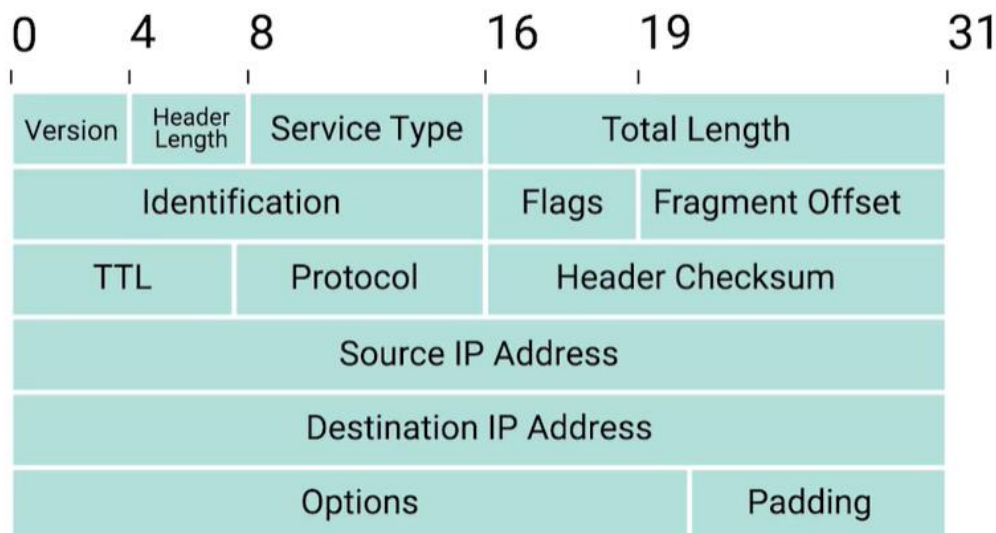 0 4 8 16 19 31
Version Header Length Service Type Total Length
Identification Flags Fragment Offset
TTL Protocol Header Checksum
Source IP Address
Destination IP Address
Options Padding